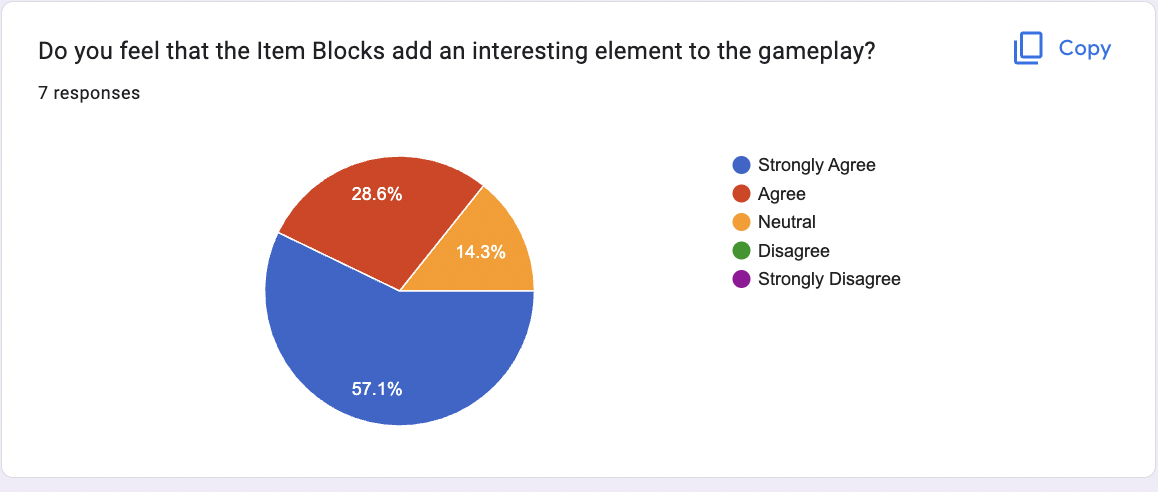 Do you feel that the Item Blocks add an interesting element to the gameplay?
Copy
7 responses
28.6%
14.3%
57.1%
Strongly Agree
Agree
Neutral
Disagree
Strongly Disagree